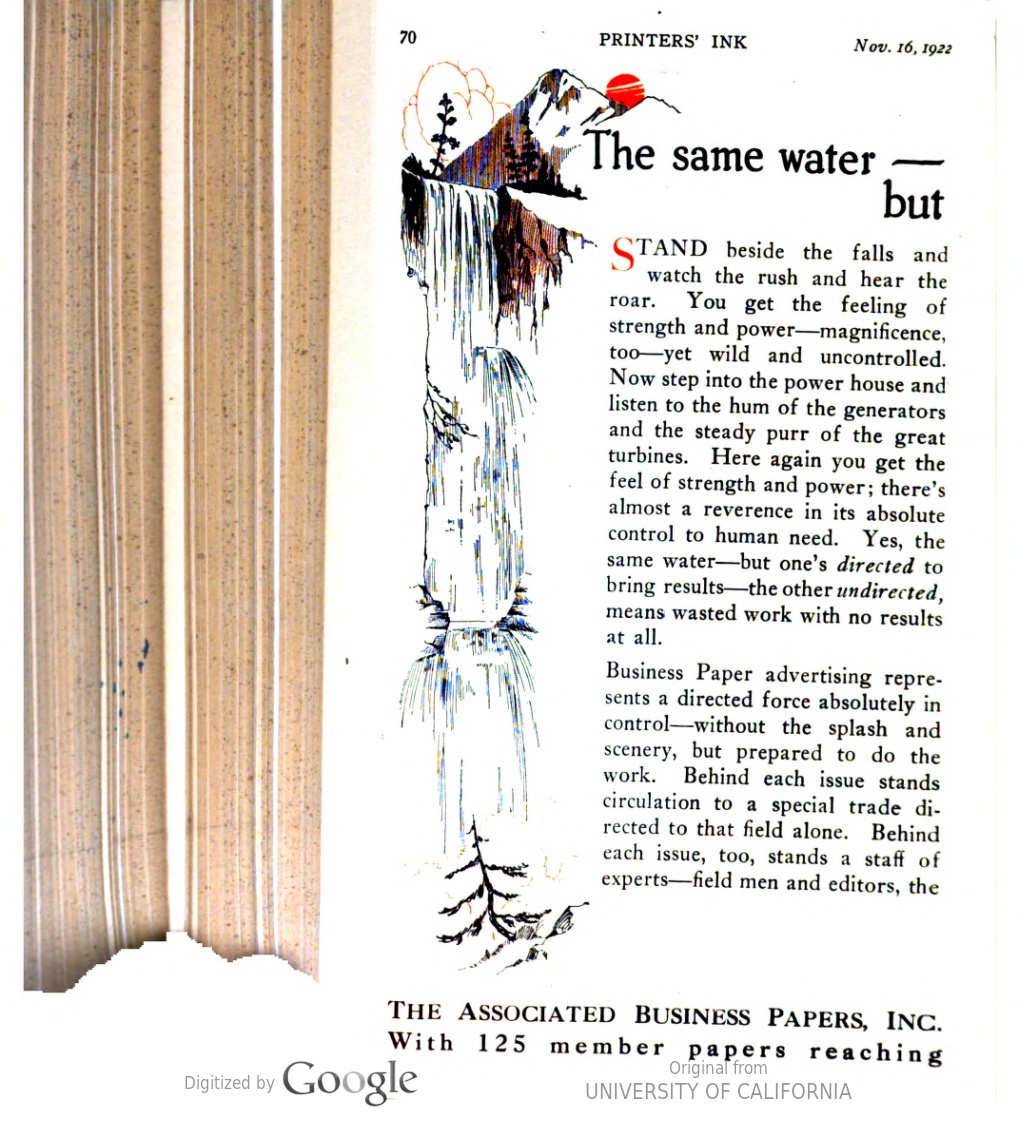 70 PRINTERS' INK Nov. 16, 1922
The same water —
but
STAND beside the falls and
watch the rush and hear the
roar. You get the feeling of
strength and power—magnificence,
too—yet wild and uncontrolled.
Now step into the power house and
listen to the hum of the generators
and the steady purr of the great
turbines. Here again you get the
feel of strength and power; there's
almost a reverence in its absolute
control to human need. Yes, the
same water—but one's directed to
bring results—the other undirected,
means wasted work with no results
at all.
Business Paper advertising repre-
sents a directed force absolutely in
control—without the splash and
scenery, but prepared to do the
work. Behind each issue stands
circulation to a special trade di-
rected to that field alone. Behind
each issue, too, stands a staff of
experts—field men and editors, the
THE ASSOCIATED BUSINESS PAPERS, INC.
With 125 member papers reaching
Digitized by Google
Original from
UNIVERSITY OF CALIFORNIA